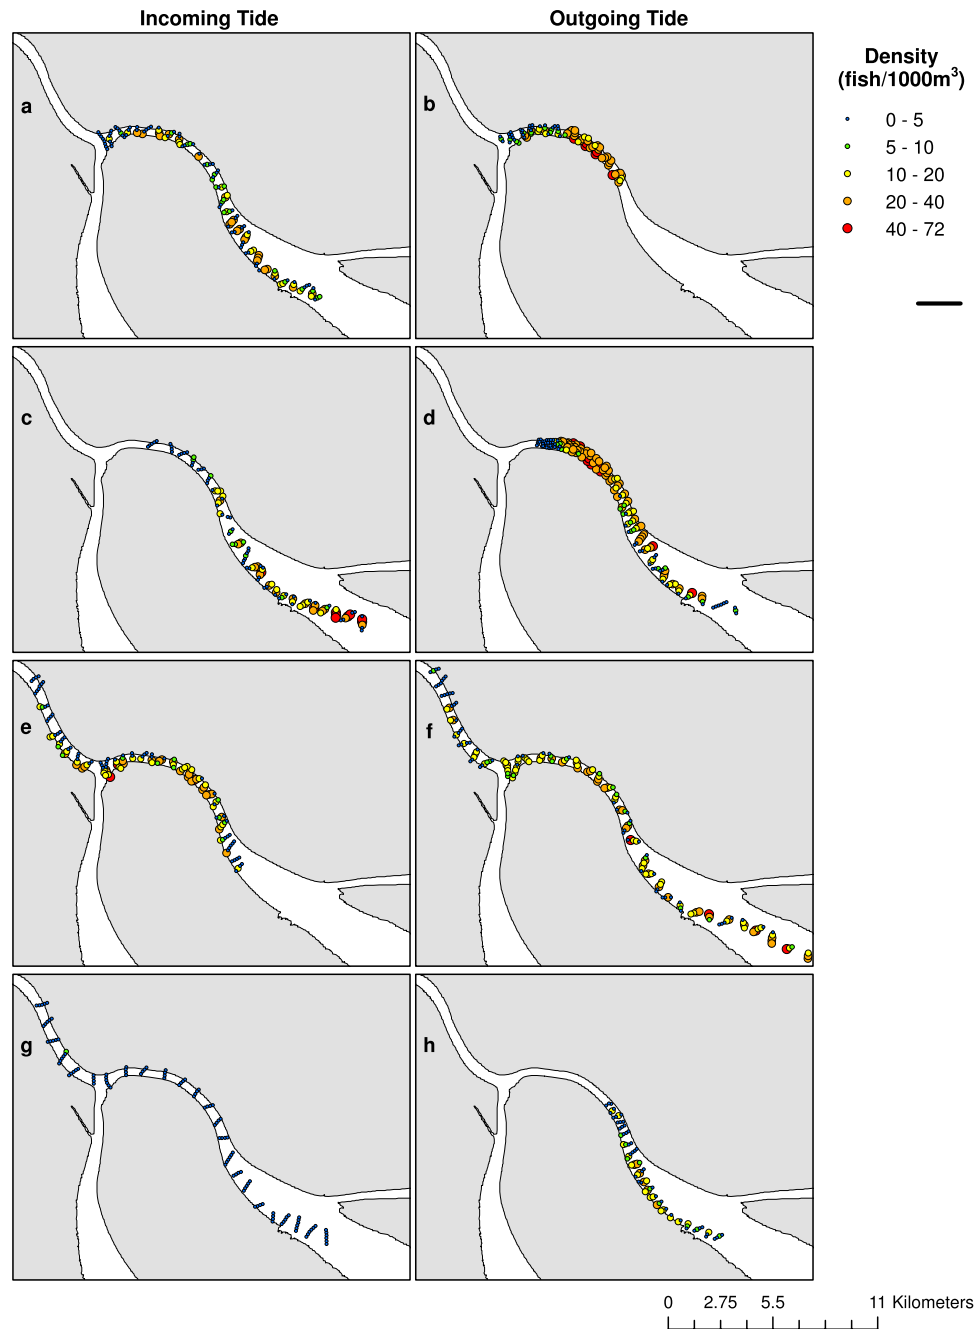 Incoming Tide
Outgoing Tide
Density
(fish/1000m³)
0 - 5
5 - 10
10 - 20
20 - 40
40 - 72
a
b
c
d
e
f
g
h
0 2.75 5.5 11 Kilometers